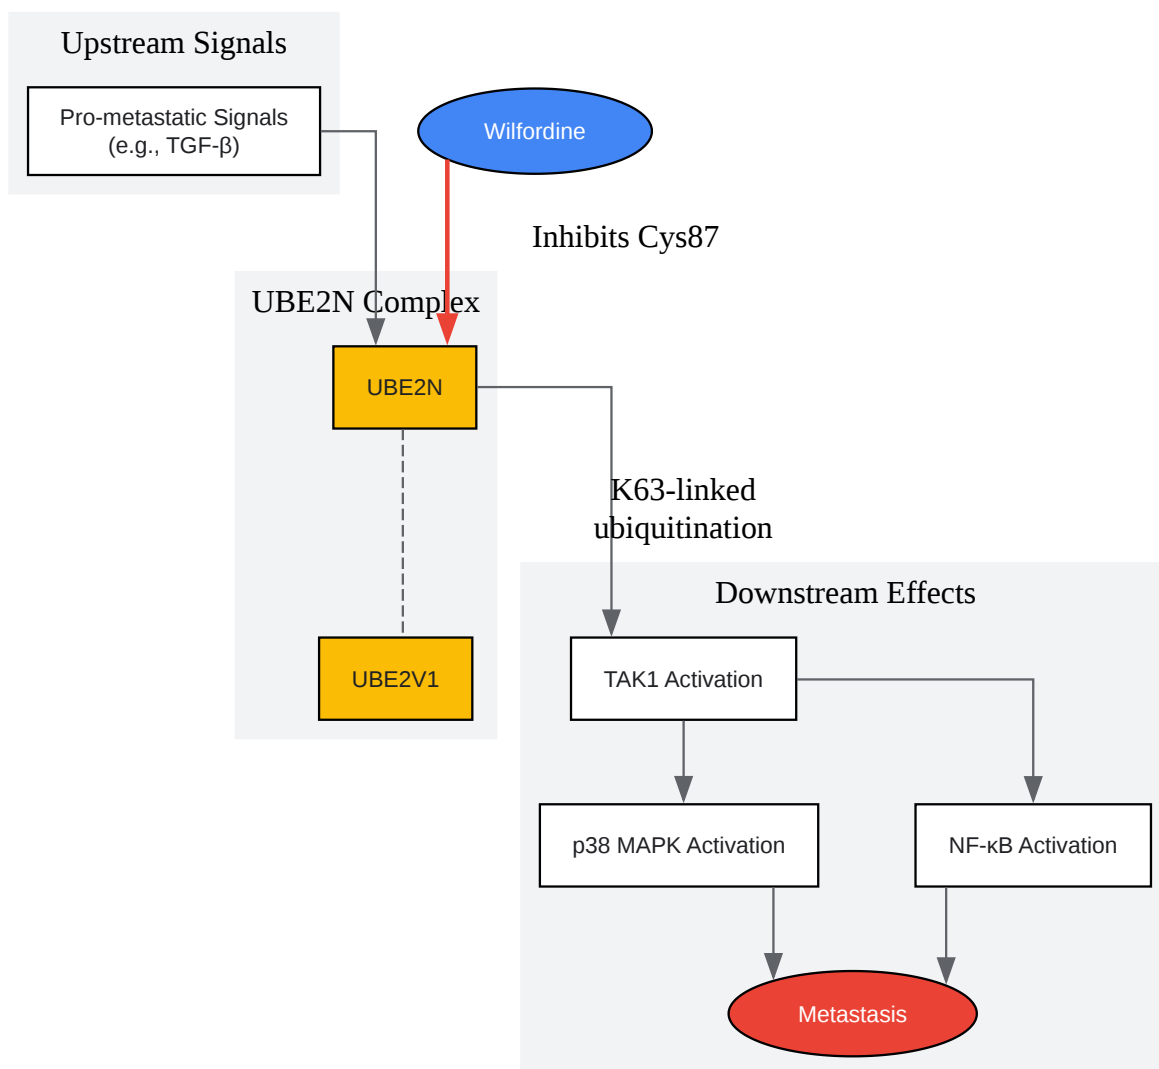 Upstream Signals
Pro-metastatic Signals
(e.g., TGF-β)
Wilfordine
Inhibits Cys87
UBE2N Complex
UBE2N
K63-linked
ubiquitination
UBE2V1
Downstream Effects
TAK1 Activation
p38 MAPK Activation
NF-κB Activation
Metastasis